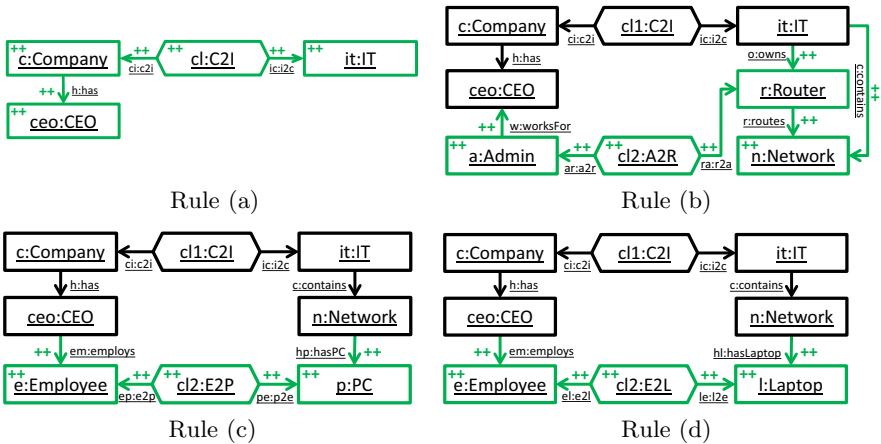 ++ c:Company
++
ci:c2i
++ cl:C2I
++
ic:i2c
++ it:IT
++ h:has
++ ceo:CEO
Rule (a)
c:Company
ci:c2i
cl1:C2I
ic:i2c
it:IT
h:has
o:owns ++
c:contains ++
ceo:CEO
++ r:Router
++ w:worksFor
r:routes ++
++ a:Admin
++
ar:a2r
++ cl2:A2R
++
ra:r2a
++ n:Network
Rule (b)
c:Company
ci:c2i
cl1:C2I
ic:i2c
it:IT
h:has
c:contains
ceo:CEO
n:Network
++ em:employs
hp:hasPC ++
++ e:Employee
++
ep:e2p
++ cl2:E2P
++
pe:p2e
++ p:PC
Rule (c)
c:Company
ci:c2i
cl1:C2I
ic:i2c
it:IT
h:has
c:contains
ceo:CEO
n:Network
++ em:employs
hl:hasLaptop ++
++ e:Employee
++
el:e2l
++ cl2:E2L
++
le:l2e
++ l:Laptop
Rule (d)